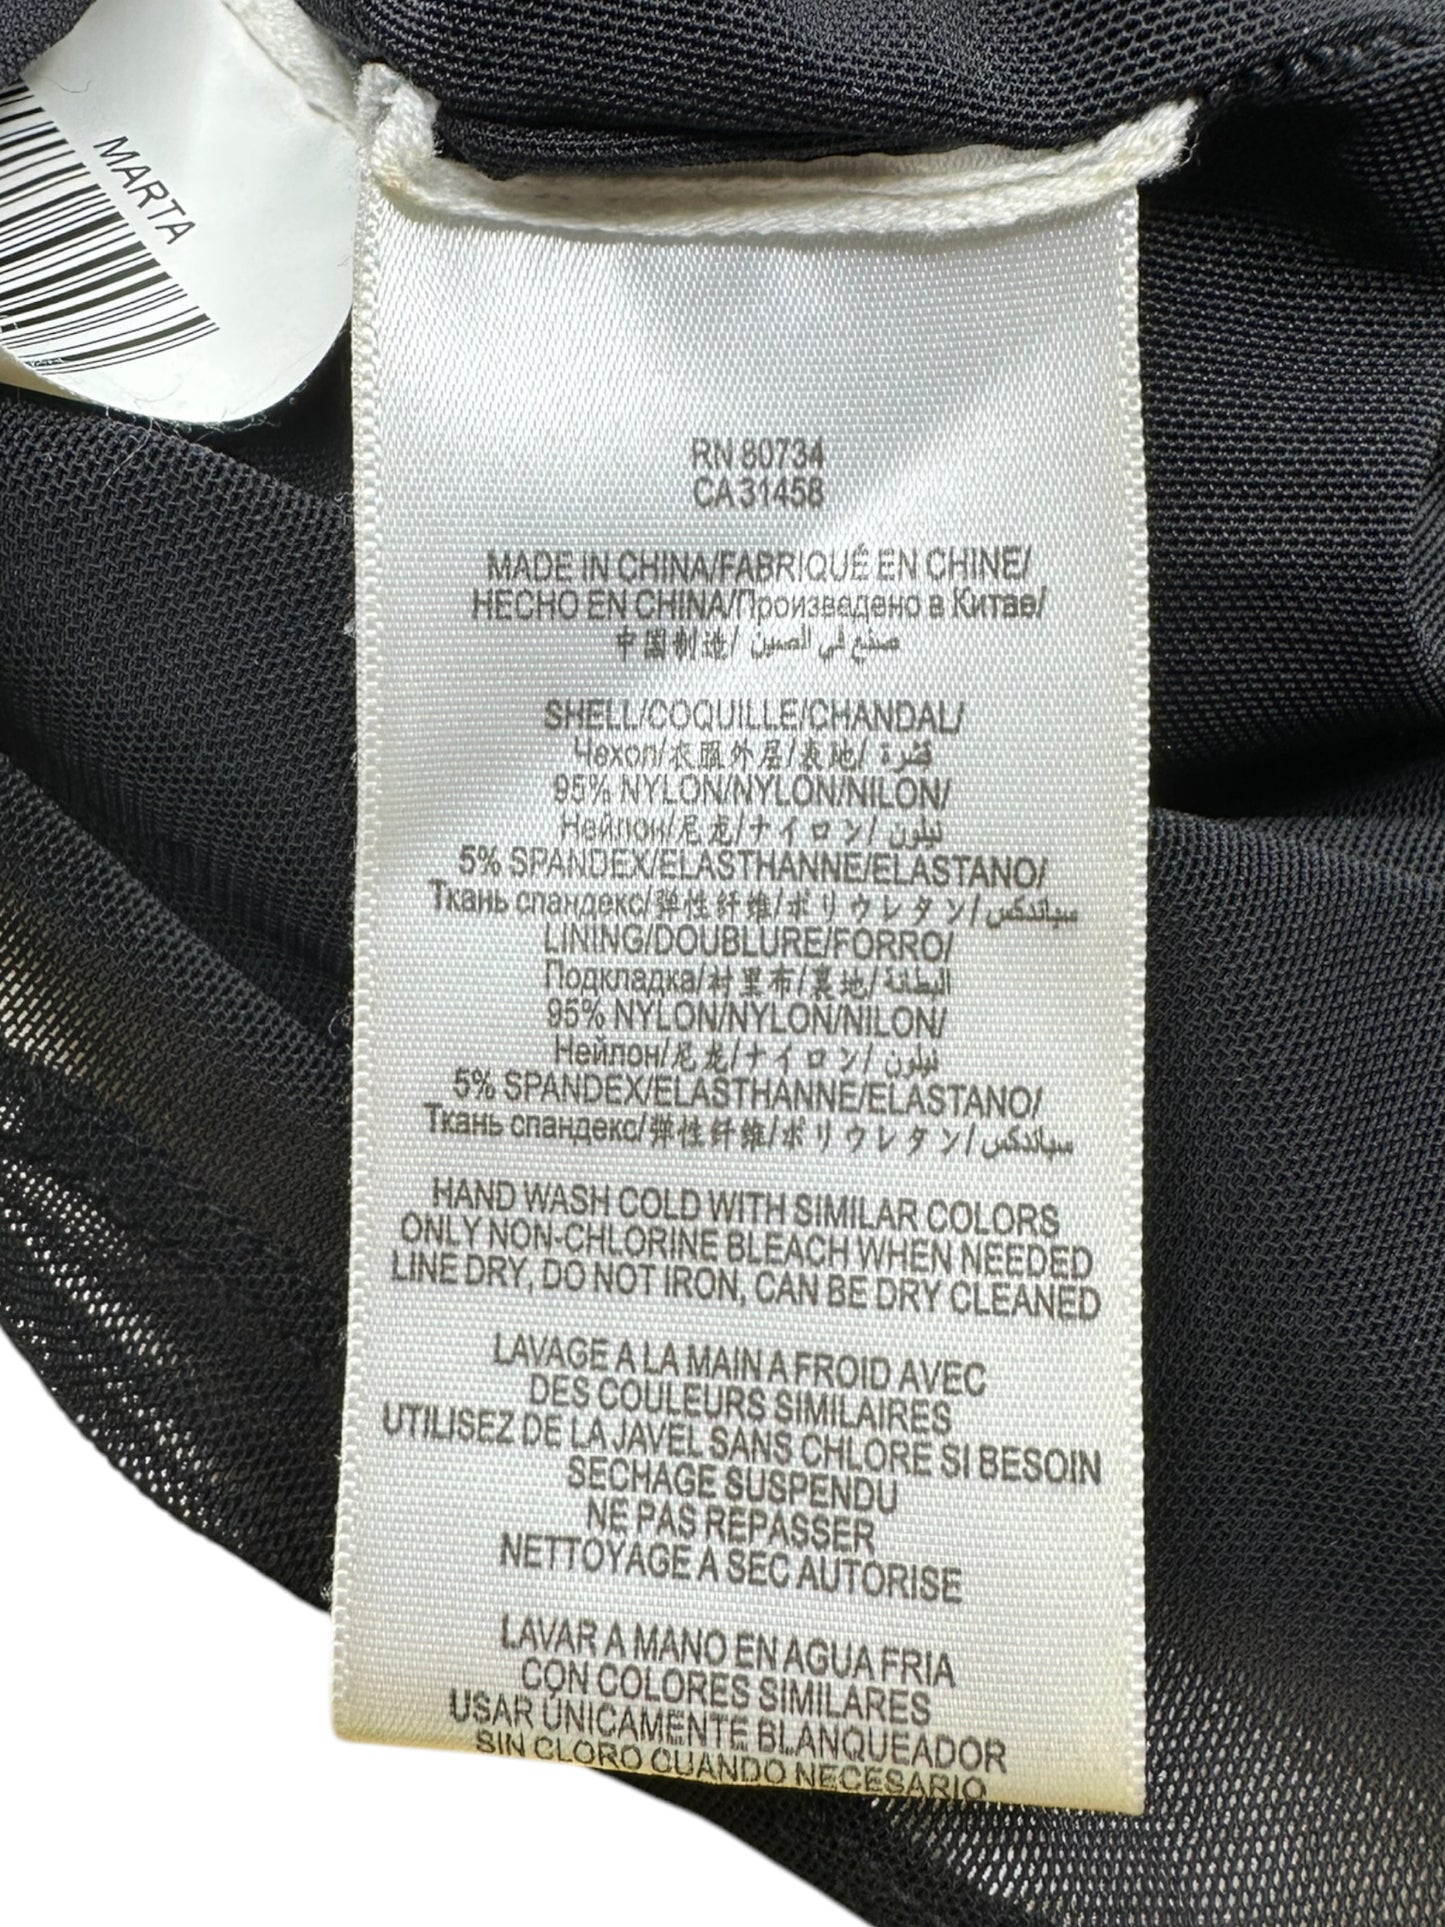 MARTA
RN 80734
CA 31458
MADE IN CHINA/FABRIQUÉ EN CHINE/
HECHO EN CHINA/Произведено в Китае/
中国制造/ صنع في الصين
SHELL/COQUILLE/CHANDAL/
Чехол/衣服外层/表地/ قشرة
95% NYLON/NYLON/NILON/
Нейлон/尼龙/ナイロン/ نيلون
5% SPANDEX/ELASTHANNE/ELASTANO/
Ткань спандекс/弹性纤维/ポリウレタン/سباندكس
LINING/DOUBLURE/FORRO/
Подкладка/衬里布/裏地/البطانة
95% NYLON/NYLON/NILON/
Нейлон/尼龙/ナイロン/ نيلون
5% SPANDEX/ELASTHANNE/ELASTANO/
Ткань спандекс/弹性纤维/ポリウレタン/سباندكس
HAND WASH COLD WITH SIMILAR COLORS
ONLY NON-CHLORINE BLEACH WHEN NEEDED
LINE DRY, DO NOT IRON, CAN BE DRY CLEANED
LAVAGE A LA MAIN A FROID AVEC
DES COULEURS SIMILAIRES
UTILISEZ DE LA JAVEL SANS CHLORE SI BESOIN
SECHAGE SUSPENDU
NE PAS REPASSER
NETTOYAGE A SEC AUTORISE
LAVAR A MANO EN AGUA FRIA
CON COLORES SIMILARES
USAR ÚNICAMENTE BLANQUEADOR
SIN CLORO CUANDO NECESARIO